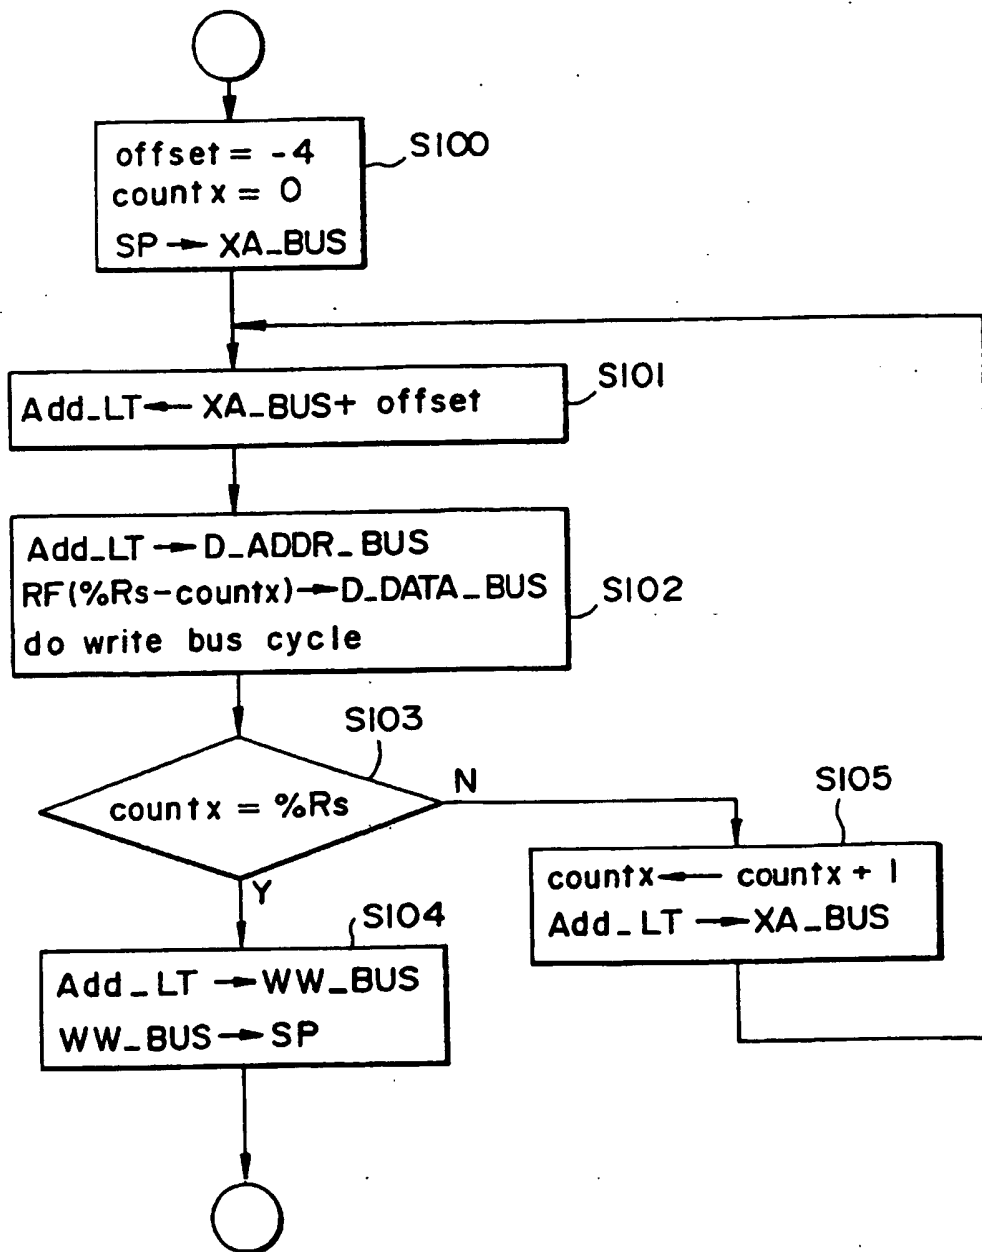 offset = -4
countx = 0
SP → XA_BUS
S100
Add_LT ← XA_BUS+ offset
S101
Add_LT → D_ADDR_BUS
RF(%Rs-countx) → D_DATA_BUS
do write bus cycle
S102
S103
countx = %Rs
N
Y
S105
countx ← countx + 1
Add_LT → XA_BUS
S104
Add_LT → WW_BUS
WW_BUS → SP